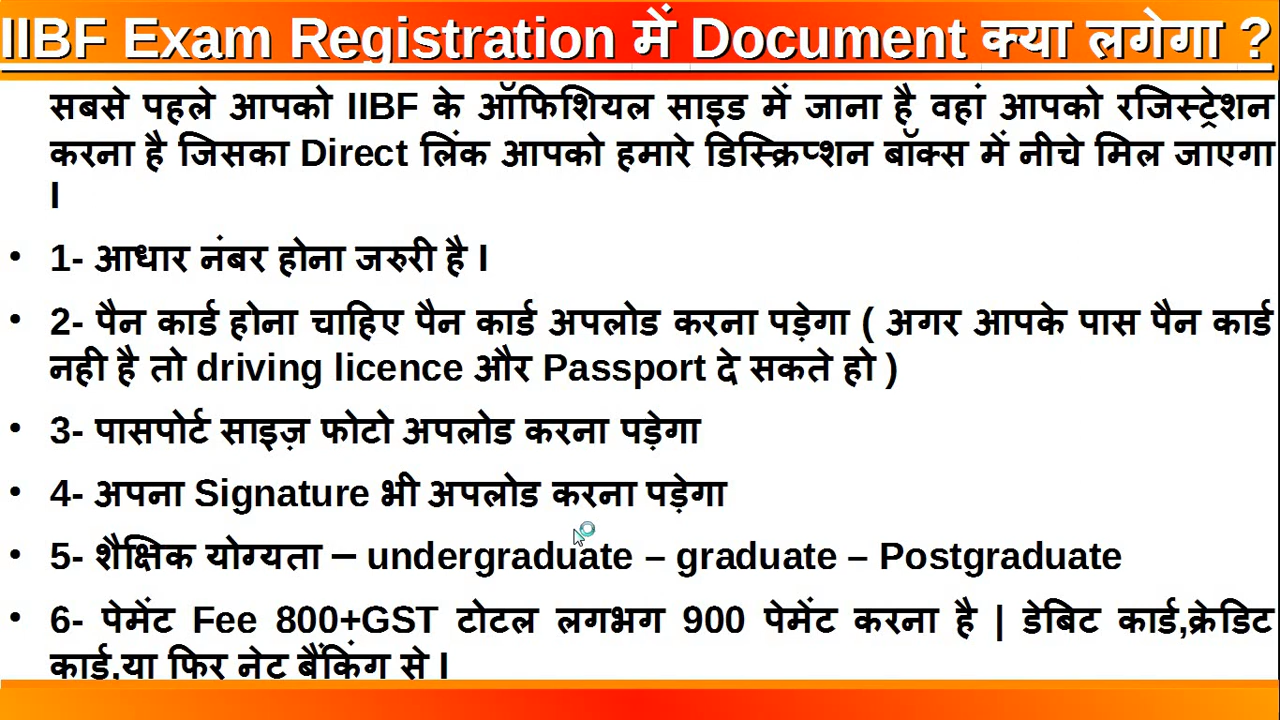 IIBF Exam Registration में Document क्या लगेगा ?
सबसे पहले आपको IIBF के ऑफिशियल साइड में जाना है वहां आपको रजिस्ट्रेशन
करना है जिसका Direct लिंक आपको हमारे डिस्क्रिप्शन बॉक्स में नीचे मिल जाएगा
I
• 1- आधार नंबर होना जरुरी है I
• 2- पैन कार्ड होना चाहिए पैन कार्ड अपलोड करना पड़ेगा ( अगर आपके पास पैन कार्ड
नही है तो driving licence और Passport दे सकते हो )
• 3- पासपोर्ट साइज़ फोटो अपलोड करना पड़ेगा
• 4- अपना Signature भी अपलोड करना पड़ेगा
• 5- शैक्षिक योग्यता – undergraduate – graduate – Postgraduate
• 6- पेमेंट Fee 800+GST टोटल लगभग 900 पेमेंट करना है | डेबिट कार्ड,क्रेडिट
कार्ड,या फिर नेट बैंकिंग से I